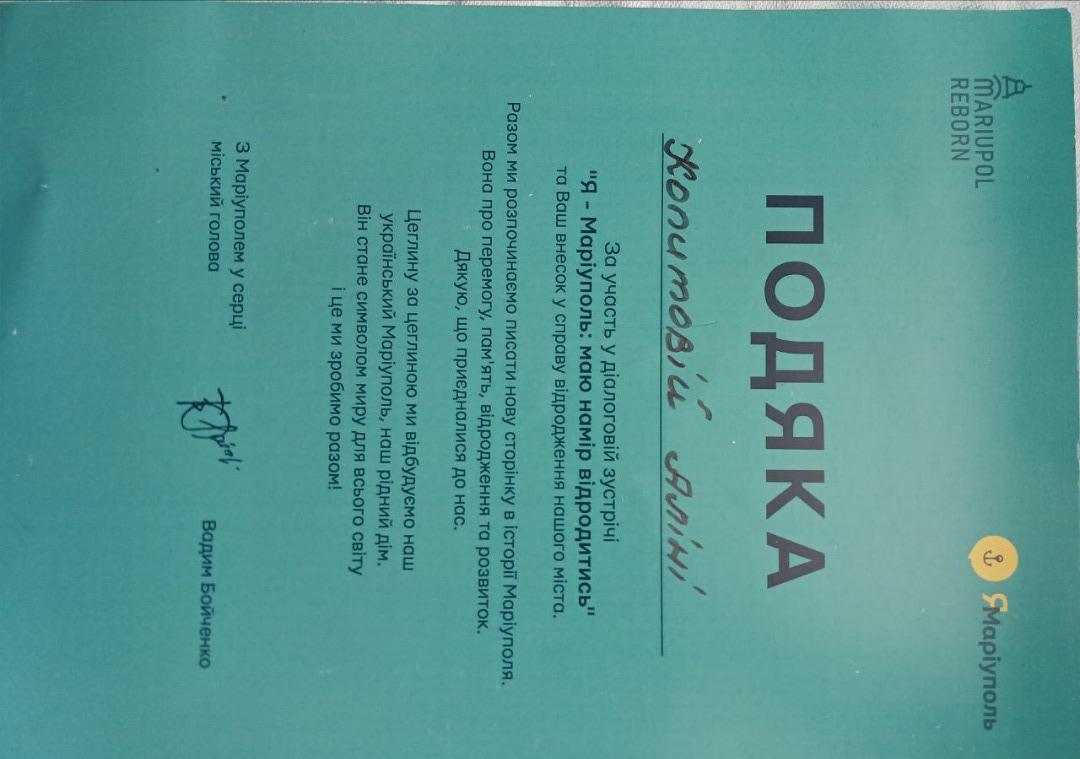 MARIUPOL
REBORN
ЯМаріуполь
ПОДЯКА
Копитовій Аліні
За участь у діалоговій зустрічі
"Я - Маріуполь: маю намір відродитись"
та Ваш внесок у справу відродження нашого міста.
Разом ми розпочинаємо писати нову сторінку в історії Маріуполя.
Вона про перемогу, пам'ять, відродження та розвиток.
Дякую, що приєдналися до нас.
Цеглину за цеглиною ми відбудуємо наш
український Маріуполь, наш рідний дім.
Він стане символом миру для всього світу
і це ми зробимо разом!
З Маріуполем у серці
міський голова
Вадим Бойченко